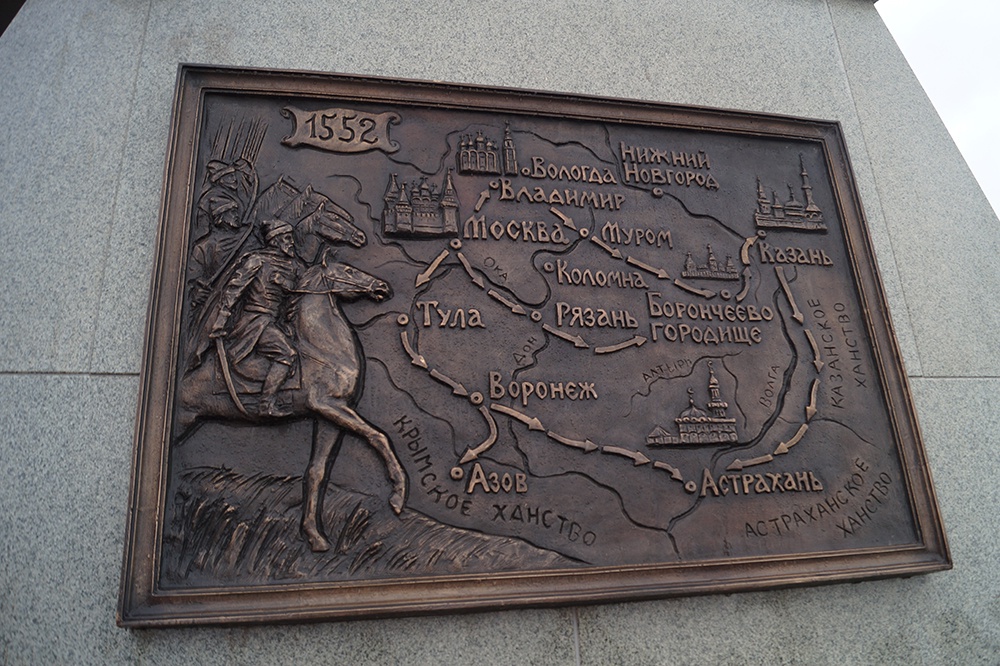 1552
НИЖНИЙ
НОВГОРОД
ВОЛОГДА
ВЛАДИМИР
МОСКВА
МУРОМ
КАЗАНЬ
ОКА
КОЛОМНА
БОРОНЧЕЕВО
ГОРОДИЩЕ
ТУЛА
РЯЗАНЬ
ДОН
КАЗАНСКОЕ
ХАНСТВО
АЛТЫРЬ
ВОЛГА
ВОРОНЕЖ
КРЫМСКОЕ ХАНСТВО
АЗОВ
АСТРАХАНЬ
АСТРАХАНСКОЕ
ХАНСТВО